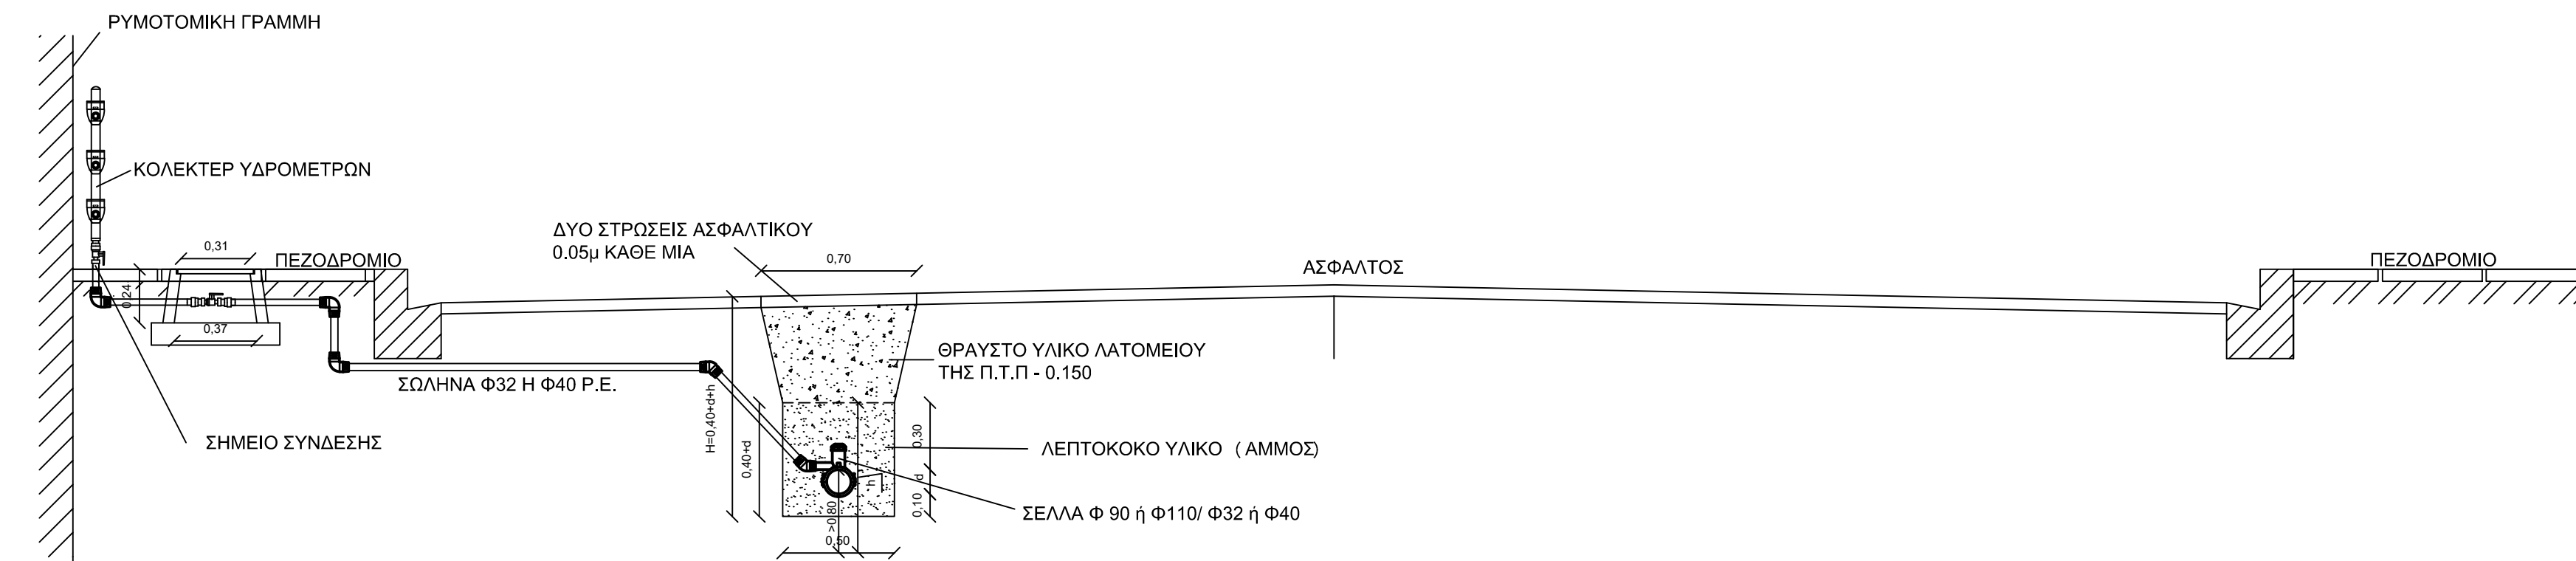 ΡΥΜΟΤΟΜΙΚΗ ΓΡΑΜΜΗ
ΚΟΛΕΚΤΕΡ ΥΔΡΟΜΕΤΡΩΝ
0,31
ΠΕΖΟΔΡΟΜΙΟ
0,24
0,37
ΔΥΟ ΣΤΡΩΣΕΙΣ ΑΣΦΑΛΤΙΚΟΥ
0.05μ ΚΑΘΕ ΜΙΑ
0,70
ΑΣΦΑΛΤΟΣ
ΠΕΖΟΔΡΟΜΙΟ
ΘΡΑΥΣΤΟ ΥΛΙΚΟ ΛΑΤΟΜΕΙΟΥ
ΤΗΣ Π.Τ.Π - 0.150
ΣΩΛΗΝΑ Φ32 Η Φ40 P.E.
H=0,40+d+h
0,40+d
0,30
d
h
0,10
ΣΗΜΕΙΟ ΣΥΝΔΕΣΗΣ
ΛΕΠΤΟΚΟΚΟ ΥΛΙΚΟ ( ΑΜΜΟΣ)
>0,80
0,50
ΣΕΛΛΑ Φ 90 ή Φ110/ Φ32 ή Φ40